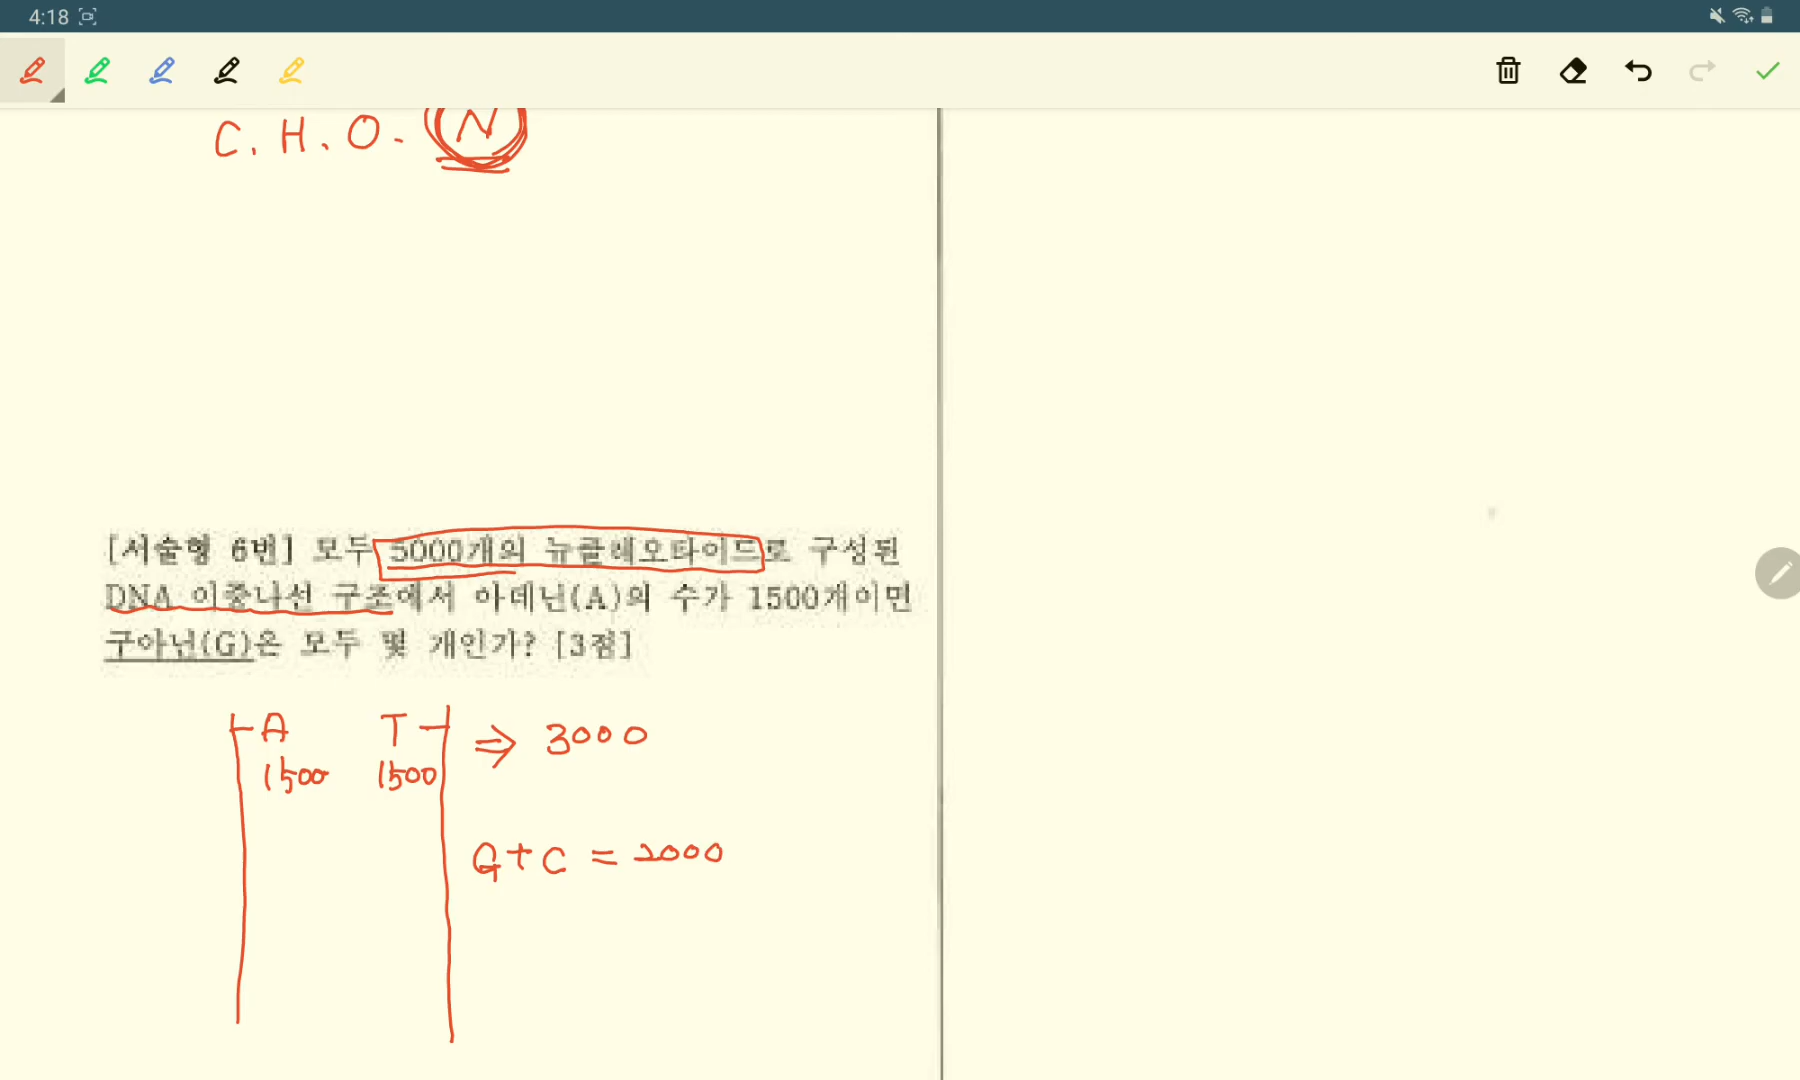 4:18
C. H. O. N
[서술형 6번] 모두 5000개의 뉴클레오타이드로 구성된
DNA 이중나선 구조에서 아데닌(A)의 수가 1500개이면
구아닌(G)은 모두 몇 개인가? [3점]
A T ⇒ 3000
1500 1500
G+C = 2000